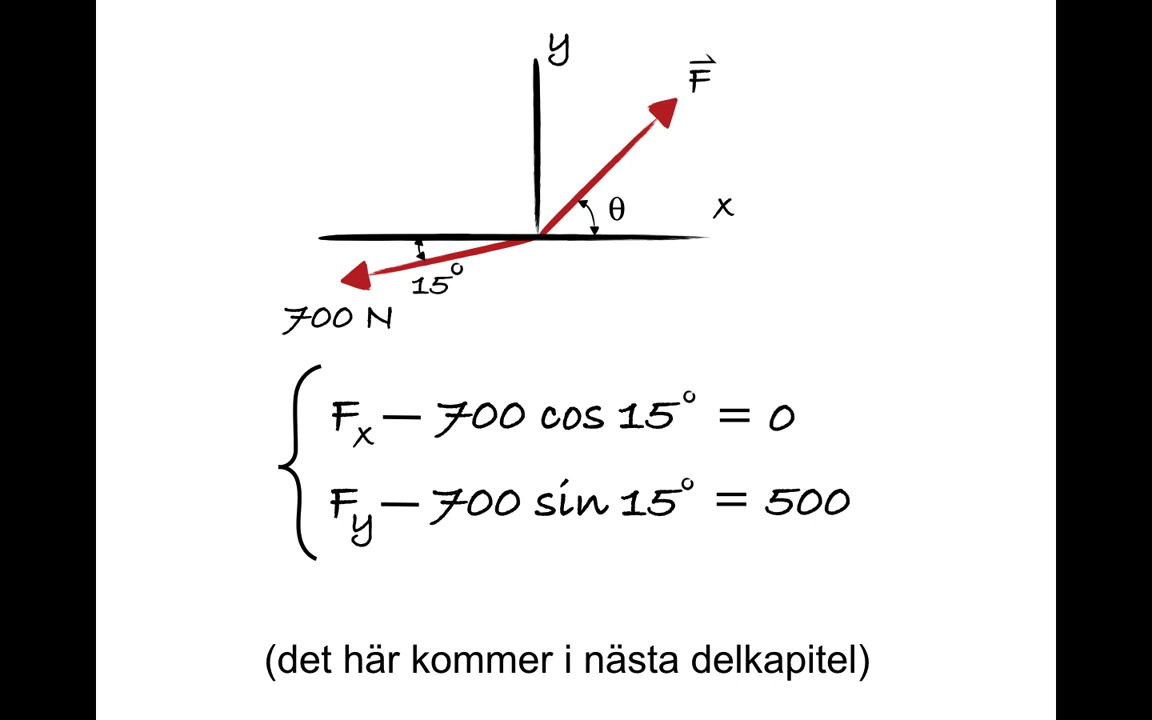 y
F⃗
θ
x
15°
700 N
Fx – 700 cos 15° = 0
Fy – 700 sin 15° = 500
(det här kommer i nästa delkapitel)